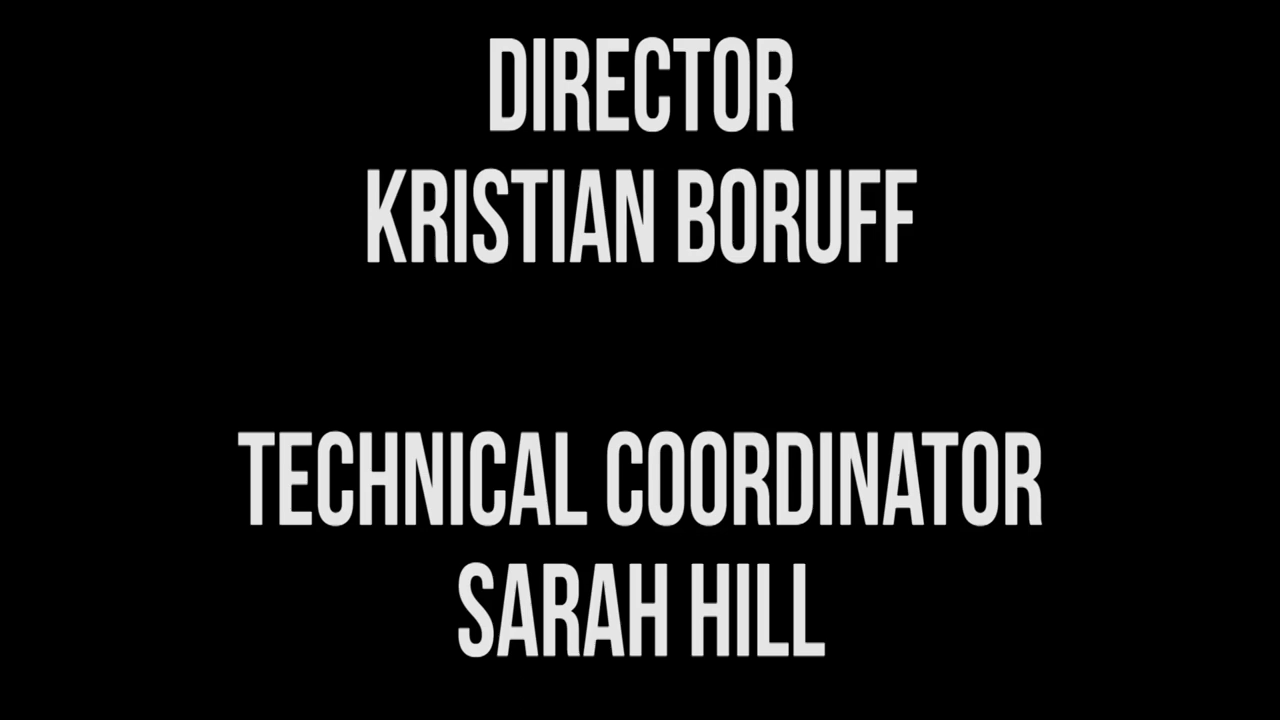 DIRECTOR
KRISTIAN BORUFF
TECHNICAL COORDINATOR
SARAH HILL